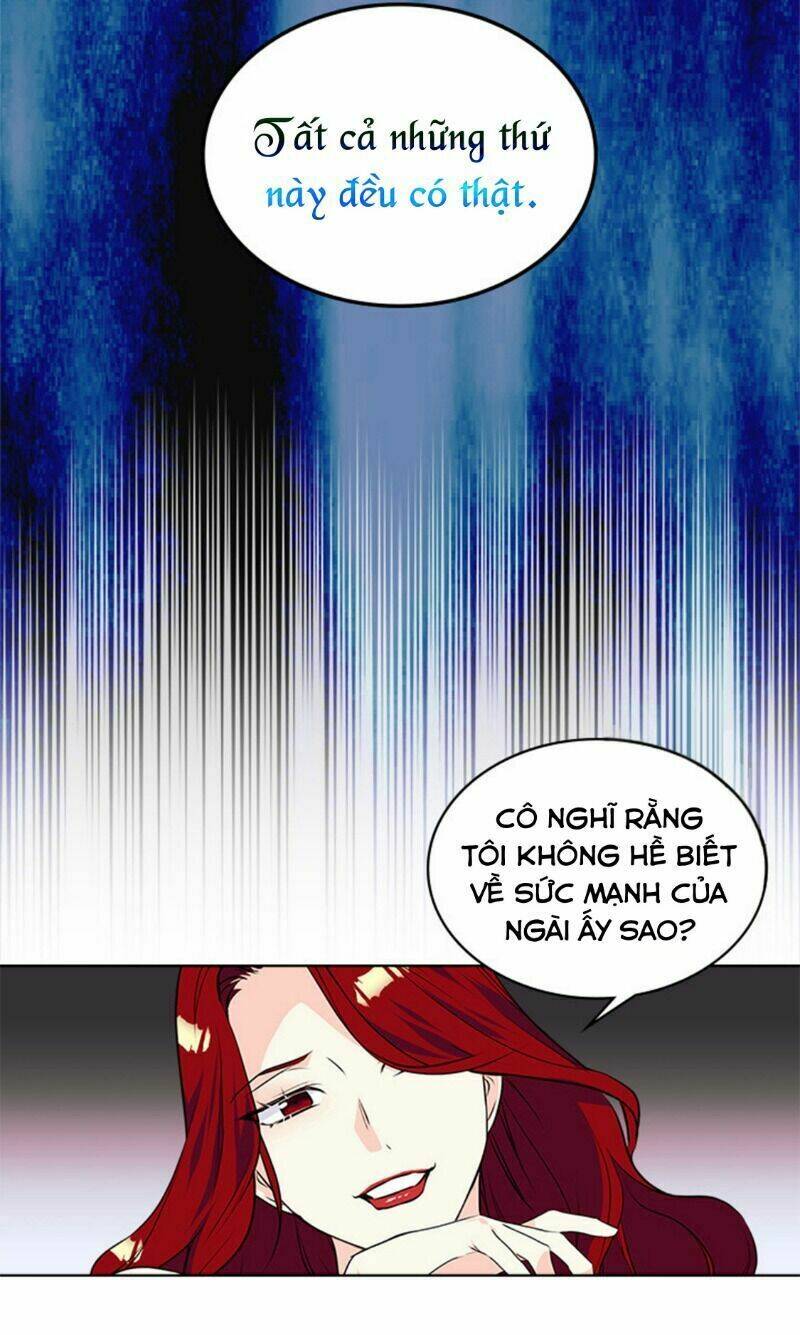 Tất cả những thứ
này đều có thật.
CÔ NGHĨ RẰNG
TÔI KHÔNG HỀ BIẾT
VỀ SỨC MẠNH CỦA
NGÀI ẤY SAO?